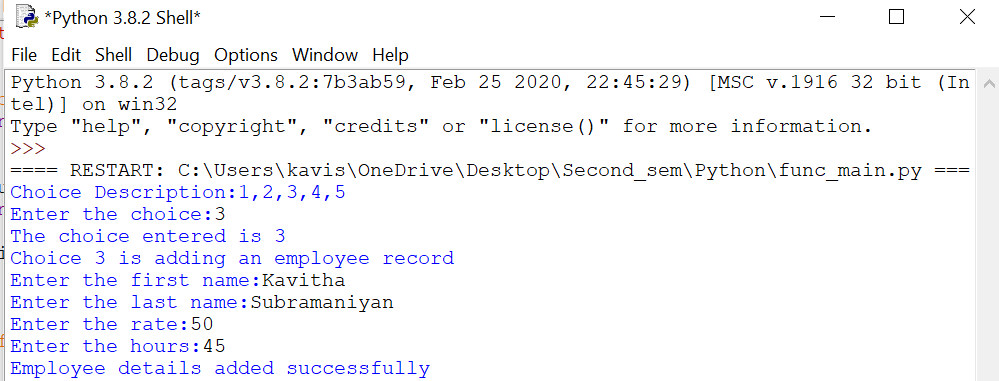 *Python 3.8.2 Shell*
File Edit Shell Debug Options Window Help
Python 3.8.2 (tags/v3.8.2:7b3ab59, Feb 25 2020, 22:45:29) [MSC v.1916 32 bit (In
tel)] on win32
Type "help", "copyright", "credits" or "license()" for more information.
>>>
==== RESTART: C:\Users\kavis\OneDrive\Desktop\Second_sem\Python\func_main.py ===
Choice Description:1,2,3,4,5
Enter the choice:3
The choice entered is 3
Choice 3 is adding an employee record
Enter the first name:Kavitha
Enter the last name:Subramaniyan
Enter the rate:50
Enter the hours:45
Employee details added successfully